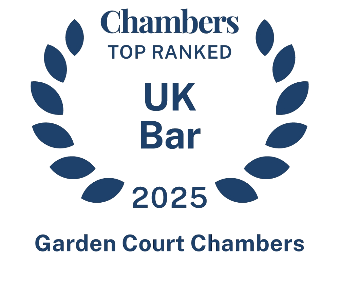 Chambers
TOP RANKED
UK
Bar
2025
Garden Court Chambers